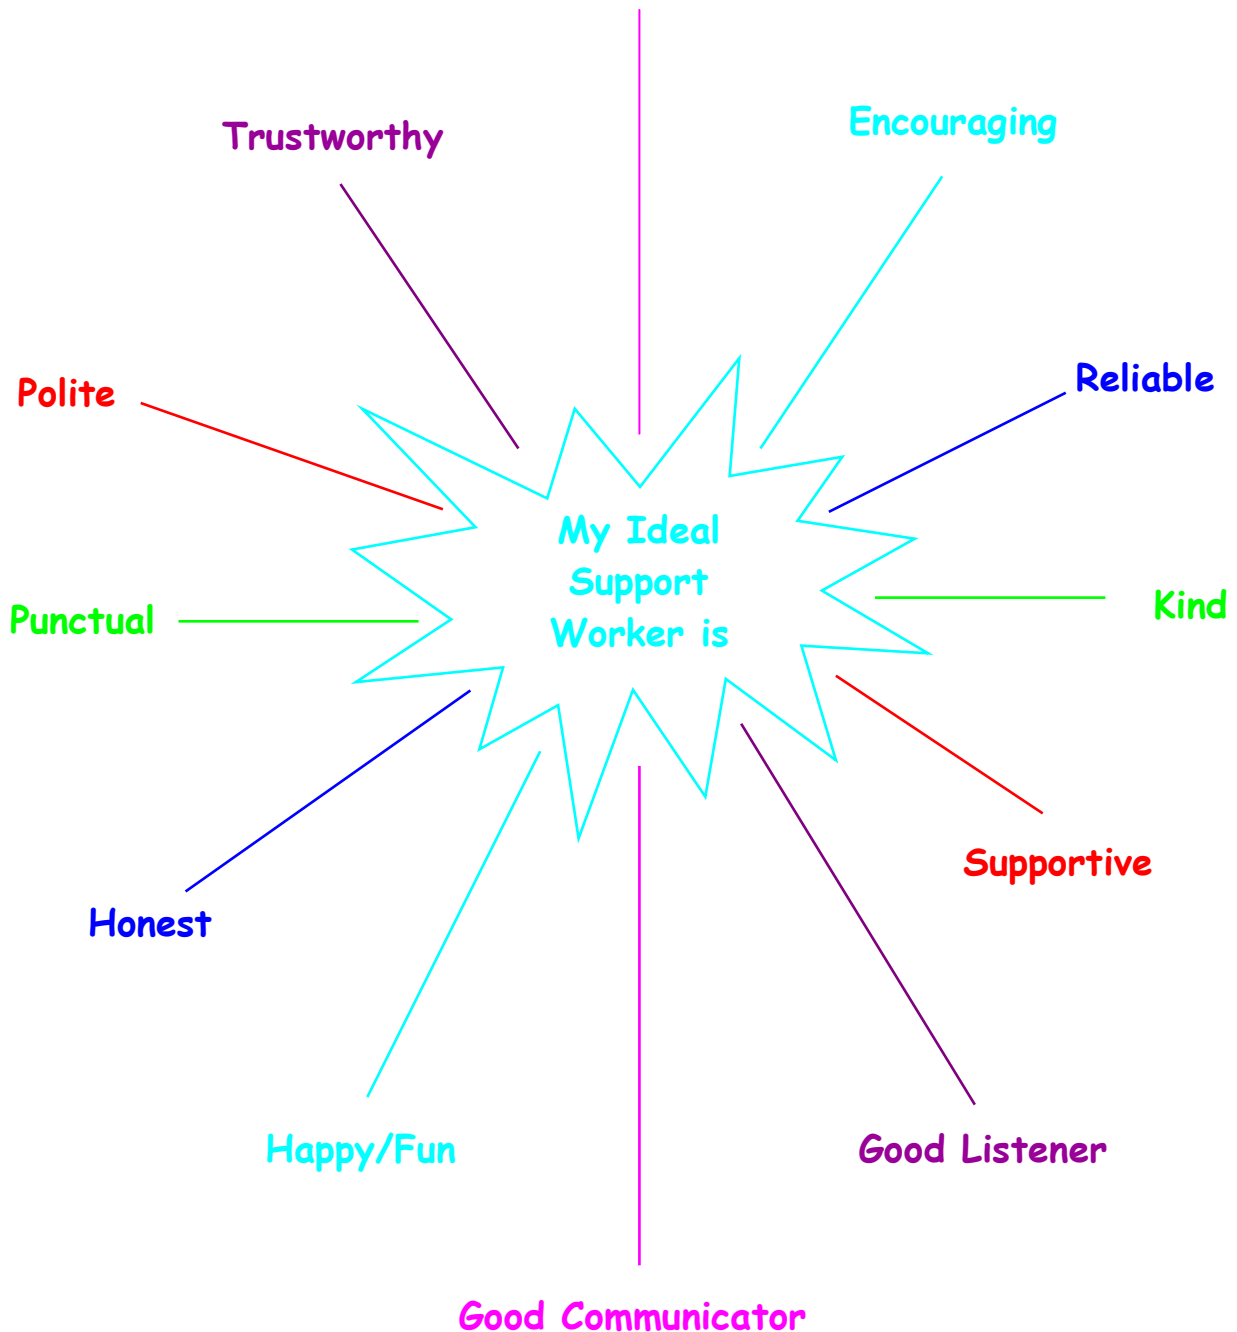 Encouraging
Trustworthy
Reliable
Polite
My Ideal
Support
Worker is
Kind
Punctual
Supportive
Honest
Happy/Fun
Good Listener
Good Communicator